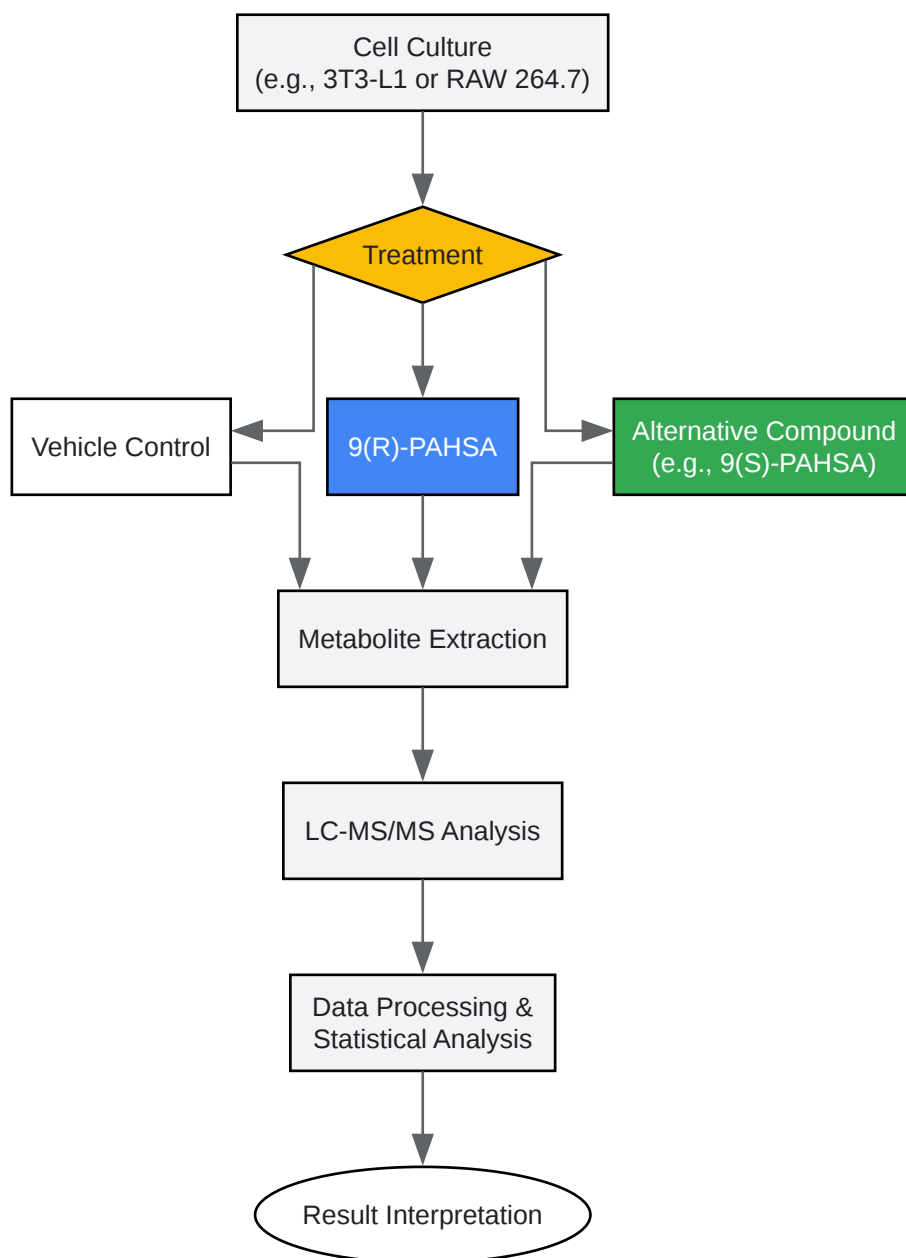 Cell Culture
(e.g., 3T3-L1 or RAW 264.7)
Treatment
Vehicle Control
9(R)-PAHSA
Alternative Compound
(e.g., 9(S)-PAHSA)
Metabolite Extraction
LC-MS/MS Analysis
Data Processing &
Statistical Analysis
Result Interpretation